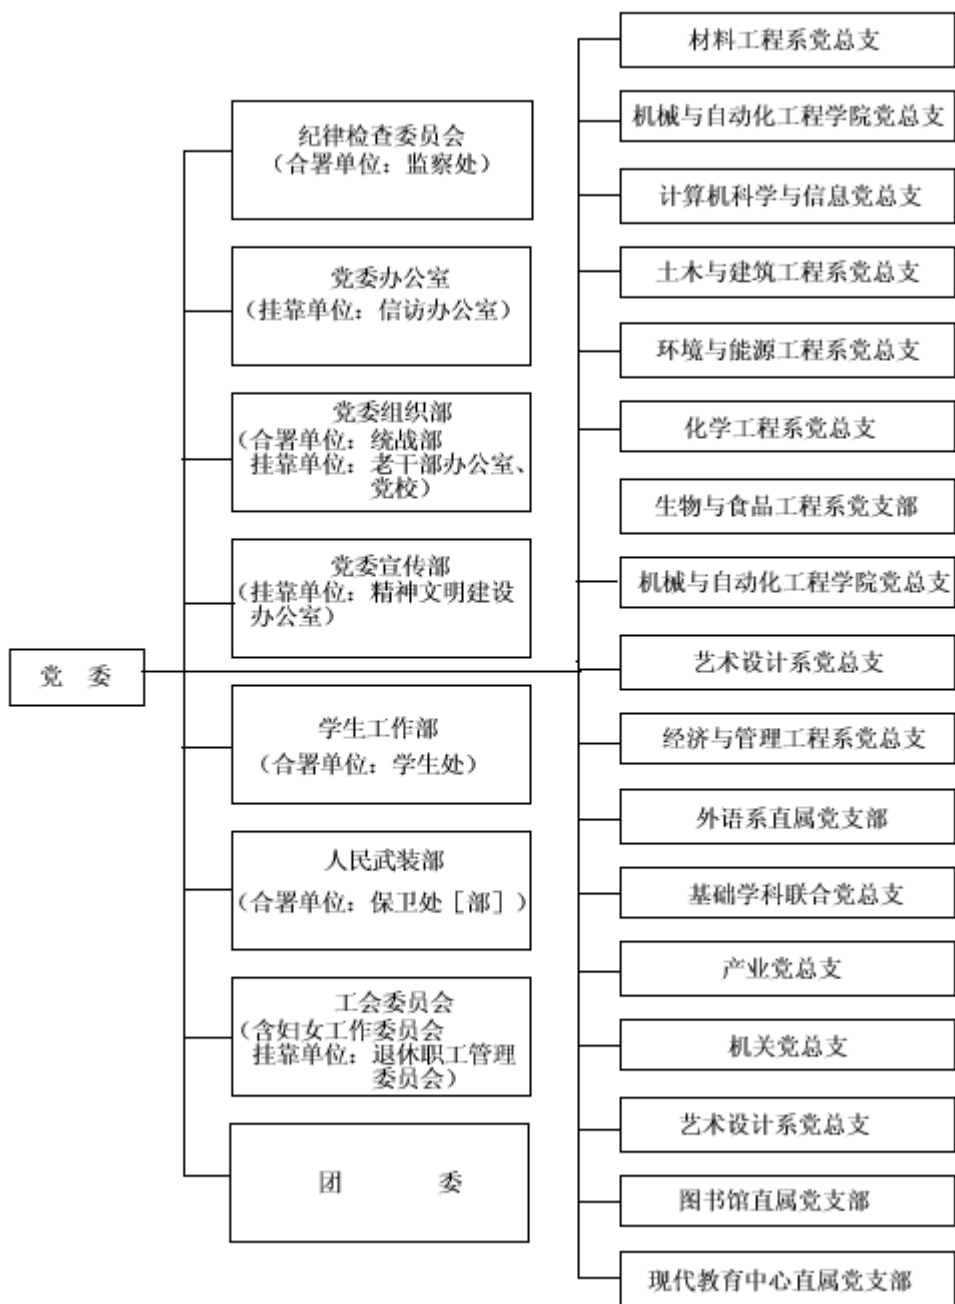 党 委
纪律检查委员会
（合署单位：监察处）
党委办公室
（挂靠单位：信访办公室）
党委组织部
（合署单位：统战部
挂靠单位：老干部办公室、
党校）
党委宣传部
（挂靠单位：精神文明建设
办公室）
学生工作部
（合署单位：学生处）
人民武装部
（合署单位：保卫处［部］）
工会委员会
（含妇女工作委员会
挂靠单位：退休职工管理
委员会）
团 委
材料工程系党总支
机械与自动化工程学院党总支
计算机科学与信息党总支
土木与建筑工程系党总支
环境与能源工程系党总支
化学工程系党总支
生物与食品工程系党支部
机械与自动化工程学院党总支
艺术设计系党总支
经济与管理工程系党总支
外语系直属党支部
基础学科联合党总支
产业党总支
机关党总支
艺术设计系党总支
图书馆直属党支部
现代教育中心直属党支部